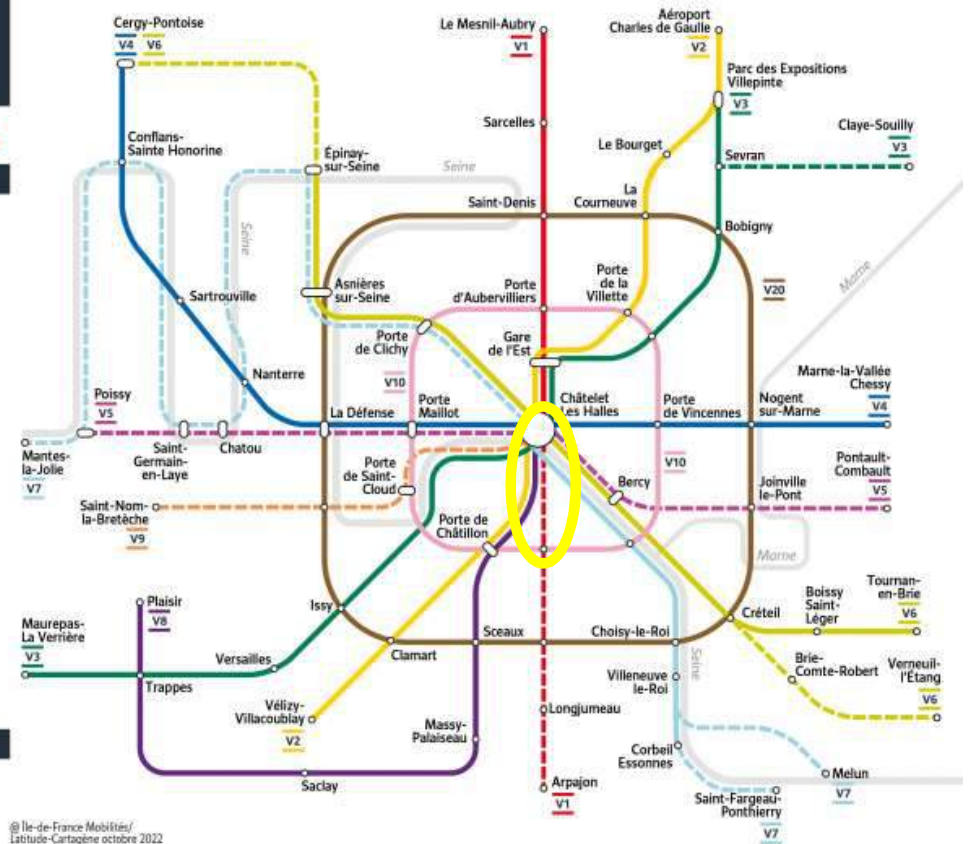 Cergy-Pontoise
V4 V6
Le Mesnil-Aubry
V1
Aéroport
Charles de Gaulle
V2
Parc des Expositions
Villepinte
V3
Claye-Souilly
V3
Sarcelles
Conflans-
Sainte Honorine
Épinay-
sur-Seine
Seine
Le Bourget
Sevran
La
Courneuve
Saint-Denis
Bobigny
Seine
Marne
Sartrouville
Asnières
sur-Seine
Porte
d'Aubervilliers
Porte
de la
Villette
V20
Porte
de Clichy
Gare
de l'Est
Nanterre
V10
Poissy
V5
La Défense
Porte
Maillot
Châtelet
Les Halles
Porte
de Vincennes
Nogent
sur-Marne
Marne-la-Vallée
Chessy
V4
Mantes-
la-Jolie
V7
Saint-
Germain-
en-Laye
Chatou
Porte
de Saint-
Cloud
Bercy
V10
Joinville
le-Pont
Pontault-
Combault
V5
Saint-Nom-
la-Bretèche
V9
Porte de
Châtillon
Marne
Plaisir
V8
Issy
Sceaux
Choisy-le-Roi
Créteil
Boissy
Saint-
Léger
Tournan-
en-Brie
V6
Maurepas-
La Verrière
V3
Versailles
Clamart
Trappes
Seine
Villeneuve
le-Roi
Brie-
Comte-Robert
Verneuil-
l'Étang
V6
Vélizy-
Villacoublay
V2
Massy-
Palaiseau
Longjumeau
Corbeil
Essonnes
Saclay
Arpajon
V1
Melun
V7
Saint-Fargeau-
Ponthierry
V7
@ Île-de-France Mobilités/
Latitude-Cartagène octobre 2022